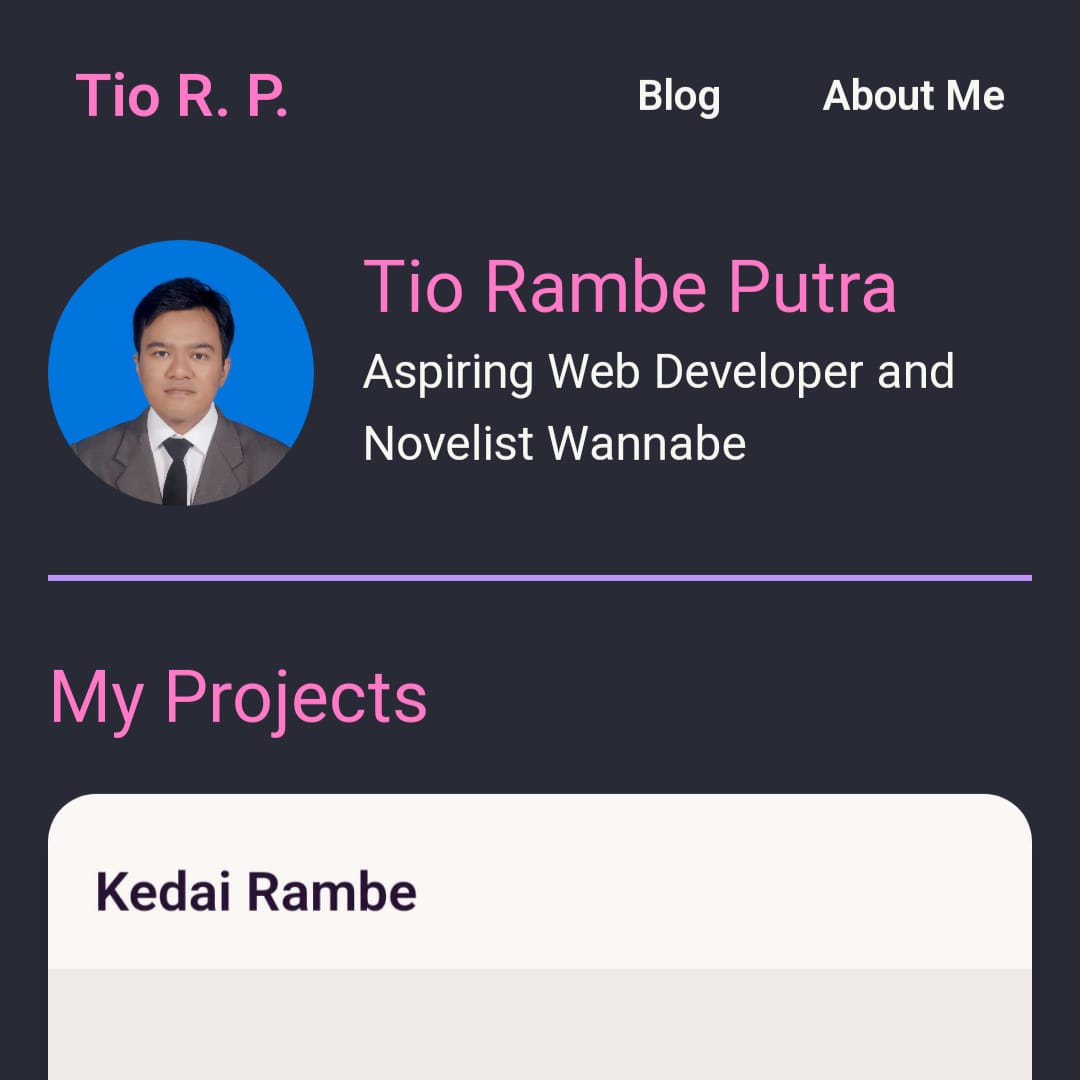 Tio R. P.
Blog
About Me
Tio Rambe Putra
Aspiring Web Developer and
Novelist Wannabe
My Projects
Kedai Rambe